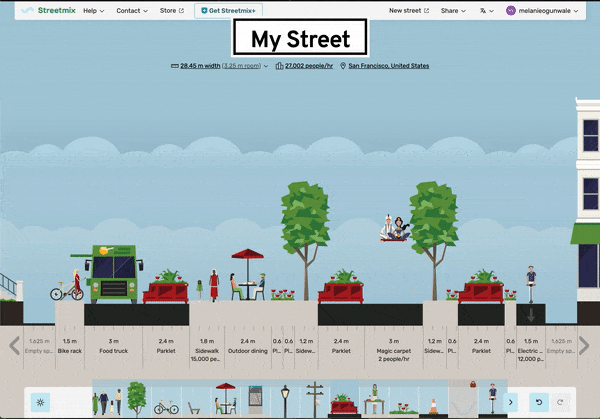 Streetmix Help Contact Store Get Streetmix+ New street Share melanieogunwale
My Street
28.45 m width (3.25 m room) 27,002 people/hr San Francisco, United States
1.625 m 1.5 m 3 m 2.4 m 1.8 m 2.4 m 0.6 0.6 1.2 m 2.4 m 3 m 1.2 m 0.6 2.4 m 0.6 1.5 m 1.625 m
Empty sp... Bike rack Food truck Parklet Sidewalk Outdoor dining Pl... Pl... Sidew... Parklet Magic carpet Sidew... Pl... Parklet Pl... Electric ... Empty sp...
15,000 pe... 2 people/hr 12,000 p...